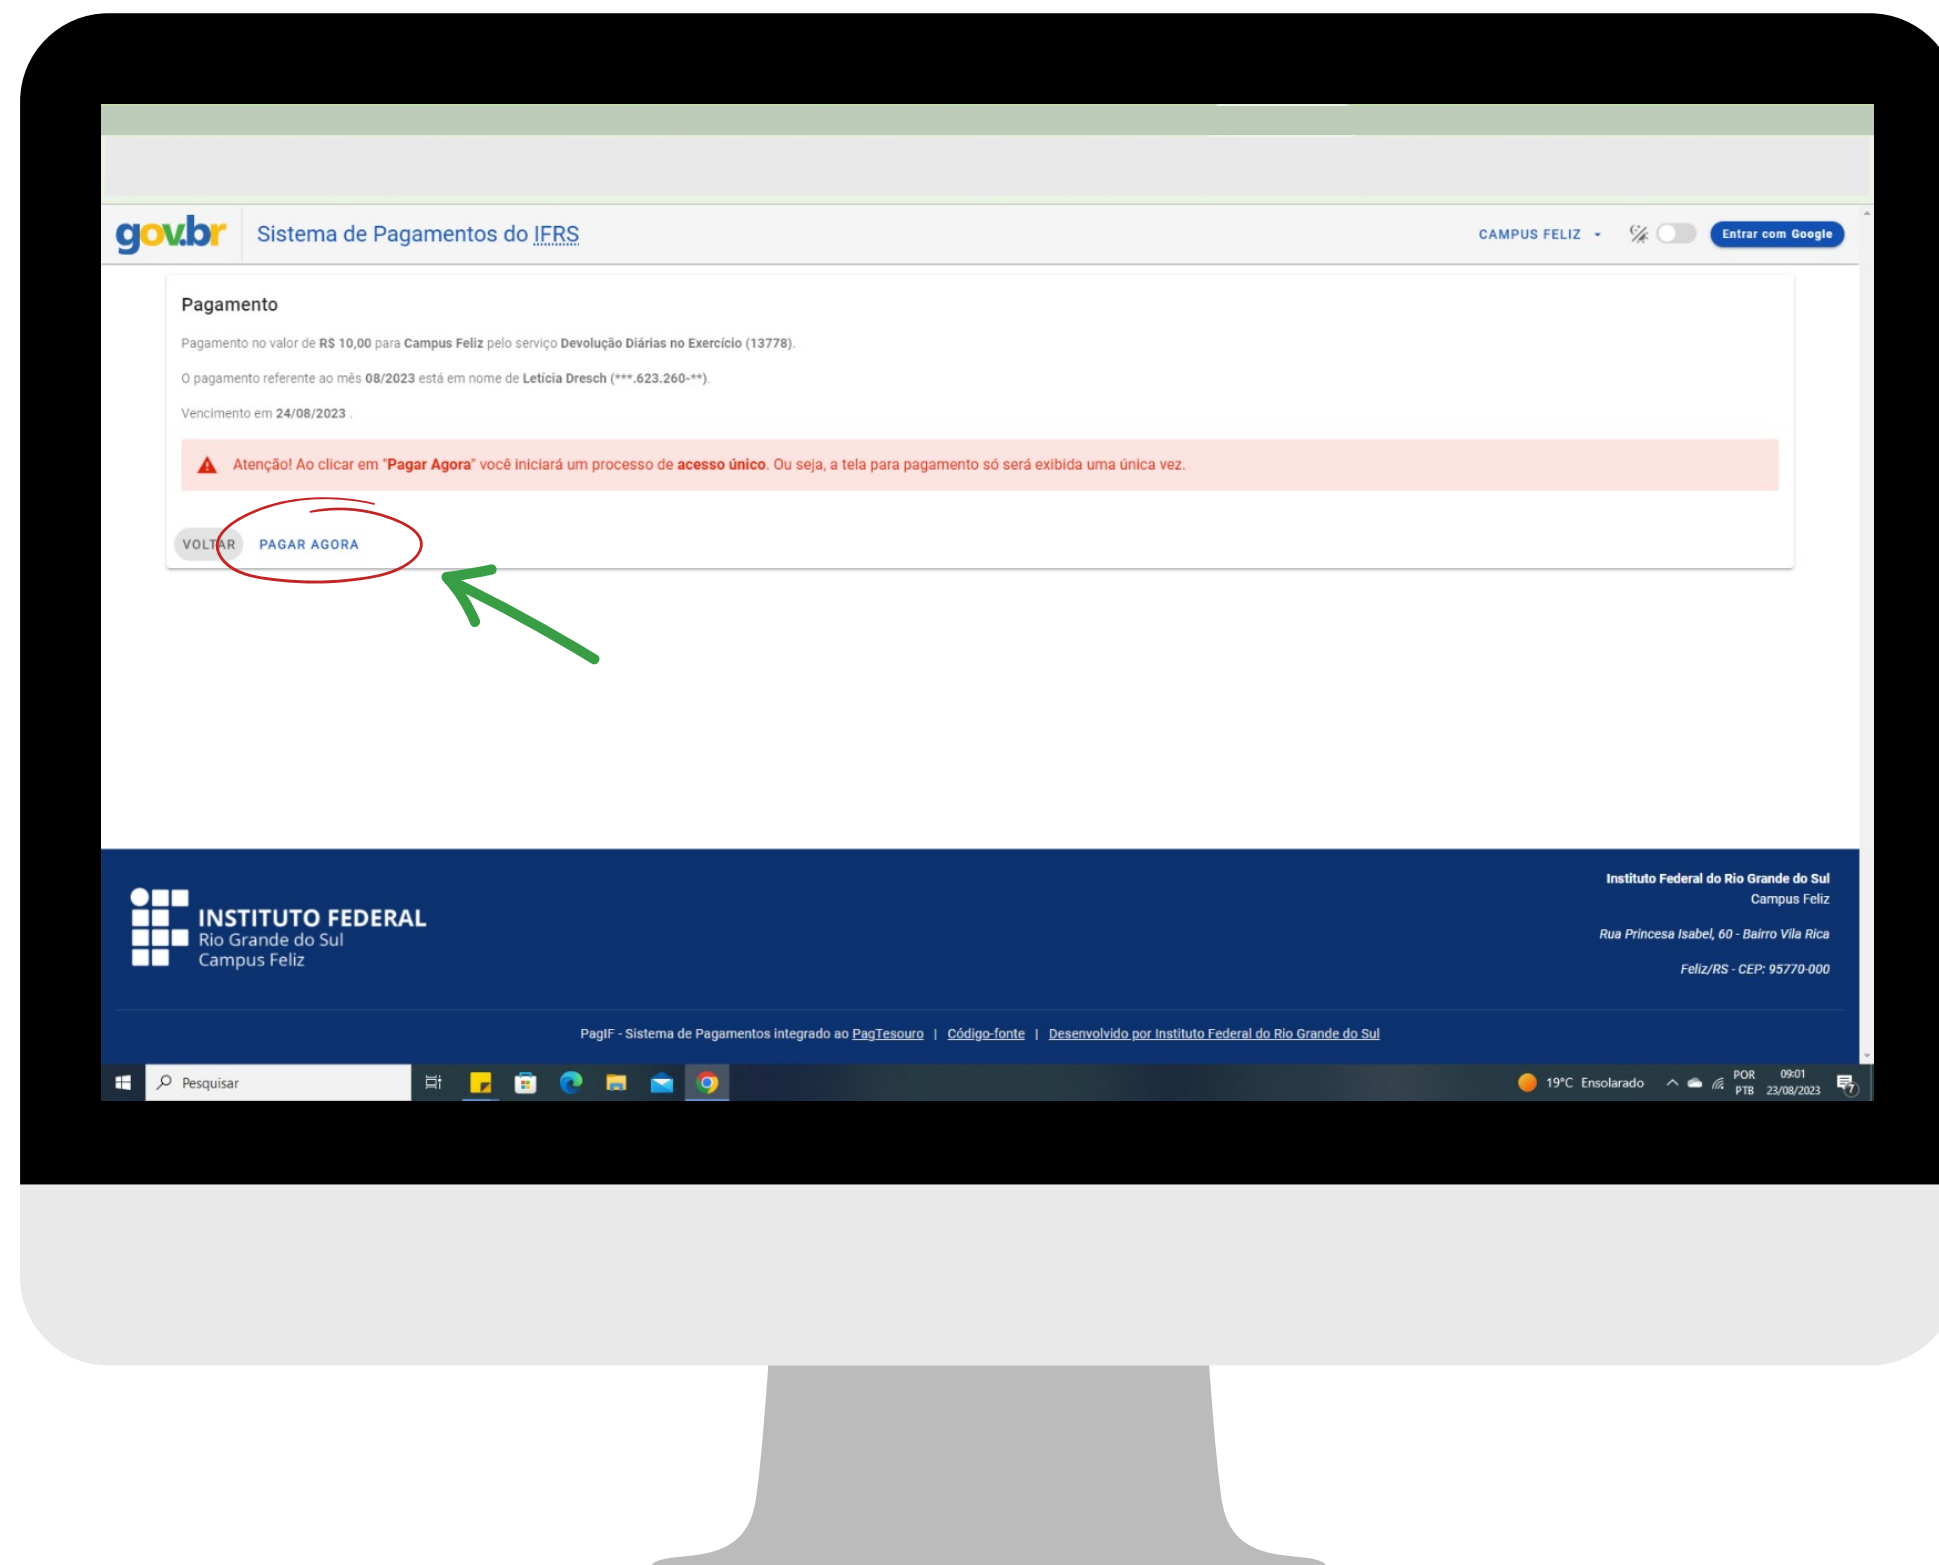 gov.br
Sistema de Pagamentos do IFRS
CAMPUS FELIZ
Entrar com Google
Pagamento
Pagamento no valor de R$ 10,00 para Campus Feliz pelo serviço Devolução Diárias no Exercício (13778).
O pagamento referente ao mês 08/2023 está em nome de Letícia Dresch (***.623.260-**).
Vencimento em 24/08/2023 .
Atenção! Ao clicar em "Pagar Agora" você iniciará um processo de acesso único. Ou seja, a tela para pagamento só será exibida uma única vez.
VOLTAR PAGAR AGORA
INSTITUTO FEDERAL
Rio Grande do Sul
Campus Feliz
Instituto Federal do Rio Grande do Sul
Campus Feliz
Rua Princesa Isabel, 60 - Bairro Vila Rica
Feliz/RS - CEP: 95770-000
PagIF - Sistema de Pagamentos integrado ao PagTesouro | Código-fonte | Desenvolvido por Instituto Federal do Rio Grande do Sul
Pesquisar
19°C Ensolarado
POR
PTB
09:01
23/08/2023
7